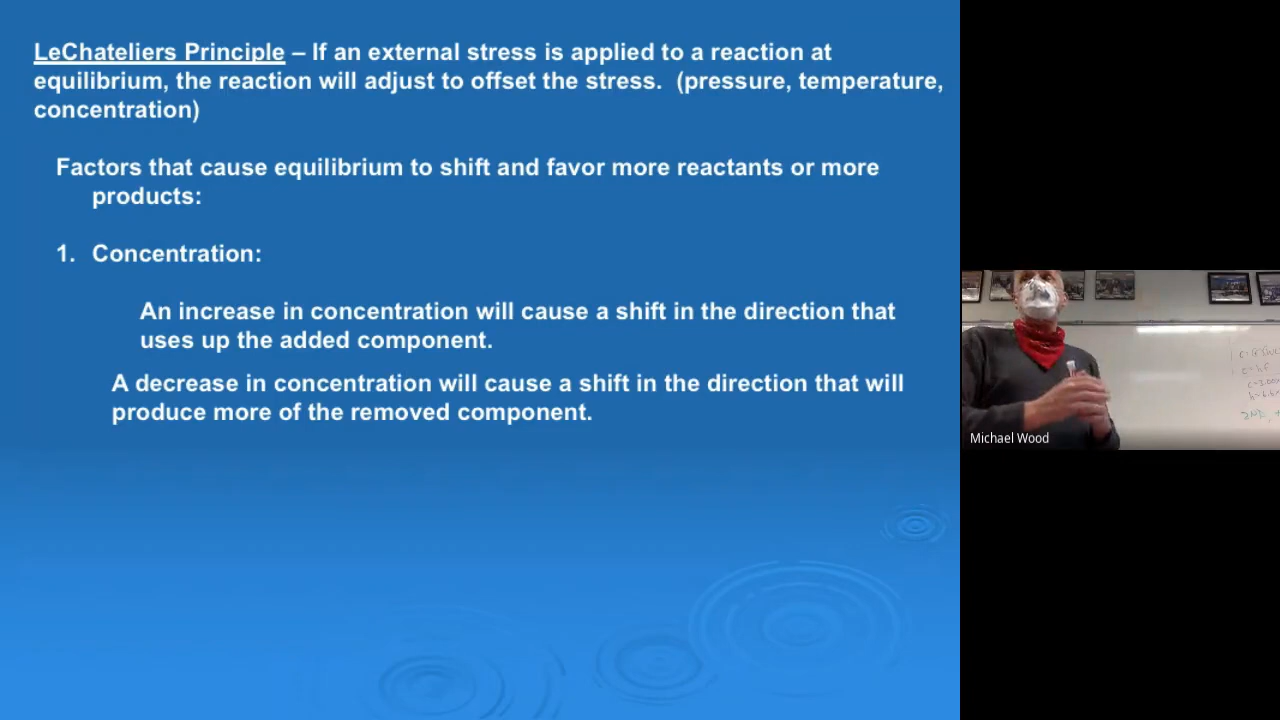 LeChateliers Principle – If an external stress is applied to a reaction at
equilibrium, the reaction will adjust to offset the stress.  (pressure, temperature,
concentration)
Factors that cause equilibrium to shift and favor more reactants or more
products:
1. Concentration:
An increase in concentration will cause a shift in the direction that
uses up the added component.
A decrease in concentration will cause a shift in the direction that will
produce more of the removed component.
Michael Wood